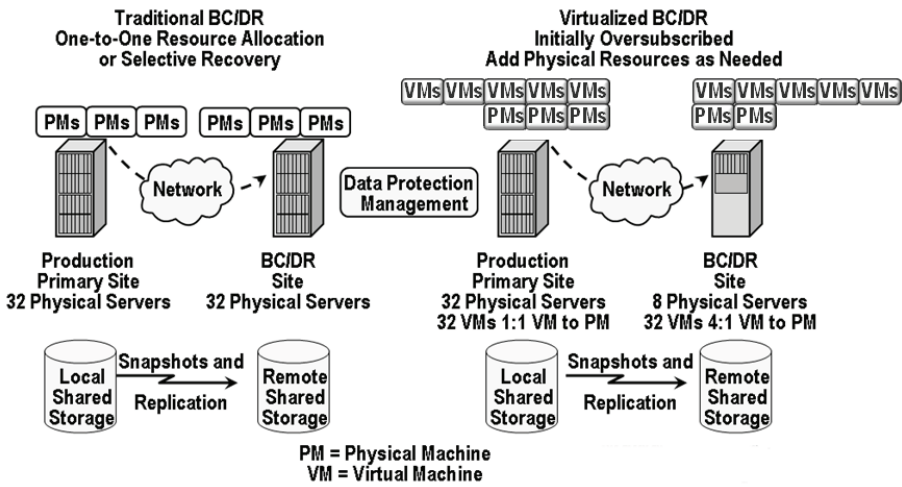 Traditional BC/DR
One-to-One Resource Allocation
or Selective Recovery
PMs PMs PMs
PMs PMs PMs
Network
Production
Primary Site
32 Physical Servers
BC/DR
Site
32 Physical Servers
Local
Shared
Storage
Snapshots and
Replication
Remote
Shared
Storage
Data Protection
Management
Virtualized BC/DR
Initially Oversubscribed
Add Physical Resources as Needed
VMs VMs VMs VMs VMs
PMs PMs PMs
VMs VMs VMs VMs VMs
PMs PMs
Network
Production
Primary Site
32 Physical Servers
32 VMs 1:1 VM to PM
BC/DR
Site
8 Physical Servers
32 VMs 4:1 VM to PM
Local
Shared
Storage
Snapshots and
Replication
Remote
Shared
Storage
PM = Physical Machine
VM = Virtual Machine